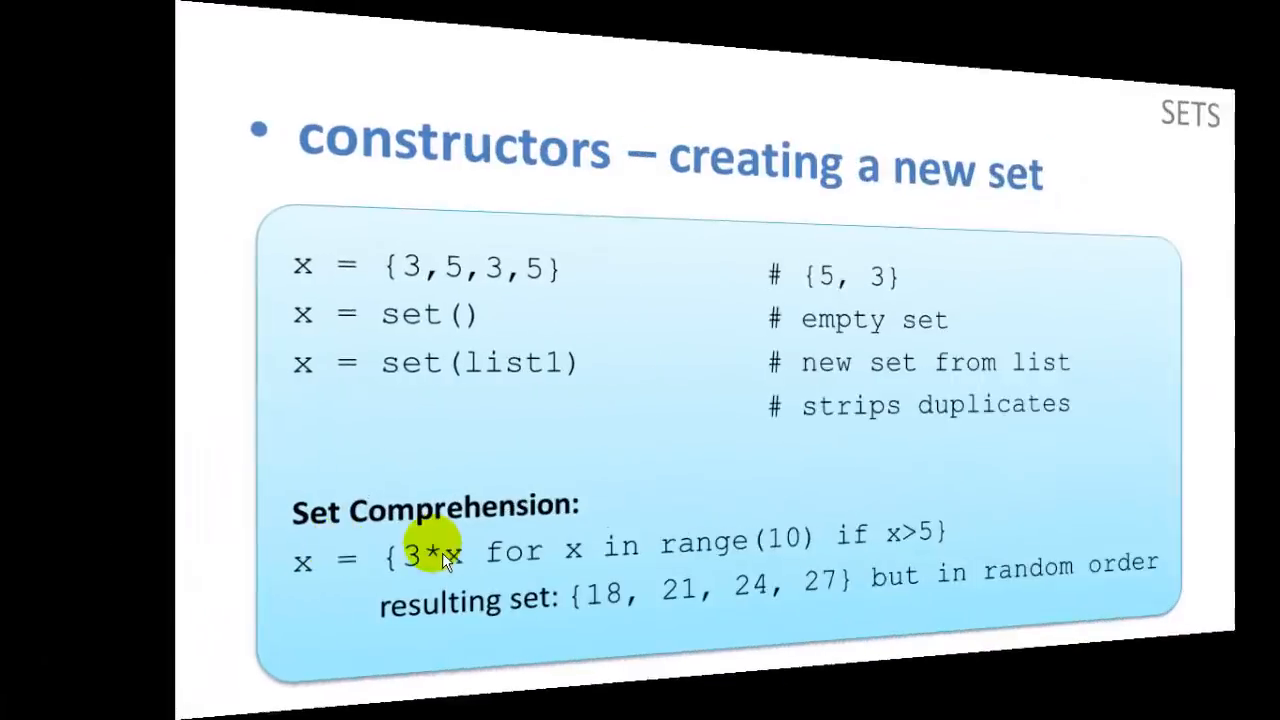 SETS
• constructors – creating a new set
x = {3,5,3,5} # {5, 3}
x = set() # empty set
x = set(list1) # new set from list
# strips duplicates
Set Comprehension:
x = {3*x for x in range(10) if x>5}
resulting set: {18, 21, 24, 27} but in random order